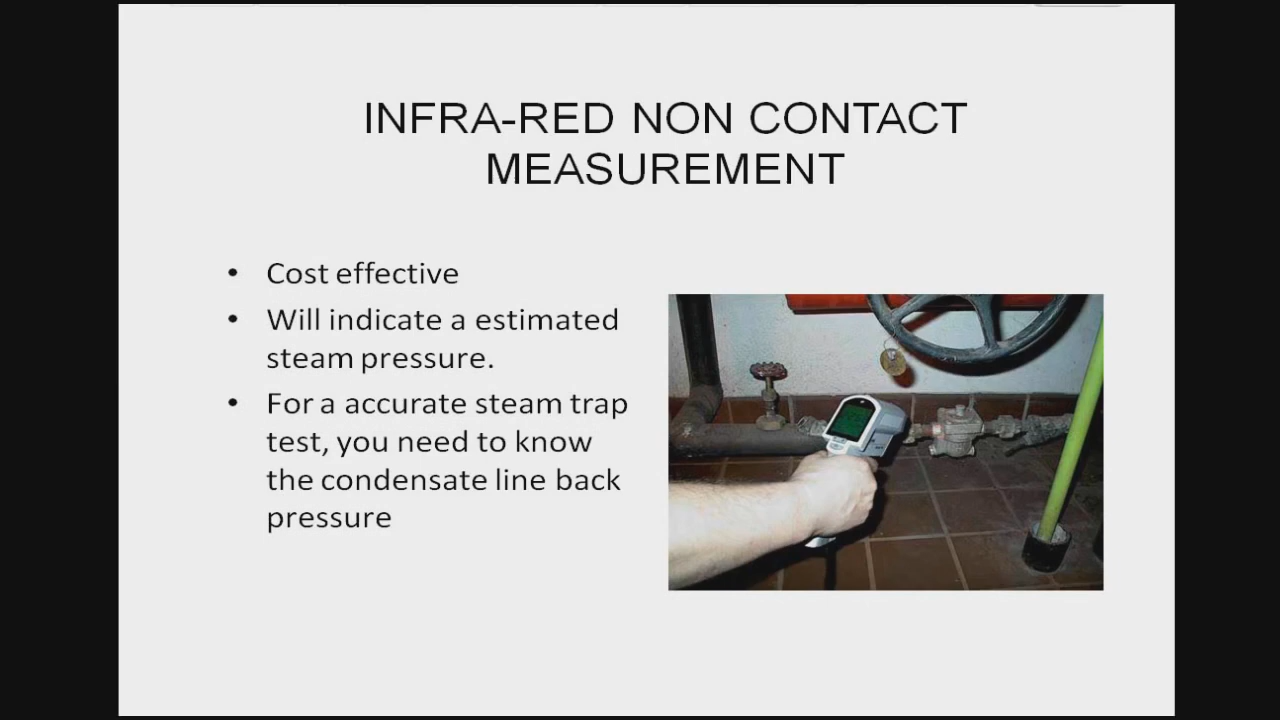 INFRA-RED NON CONTACT
MEASUREMENT
• Cost effective
• Will indicate a estimated
steam pressure.
• For a accurate steam trap
test, you need to know
the condensate line back
pressure